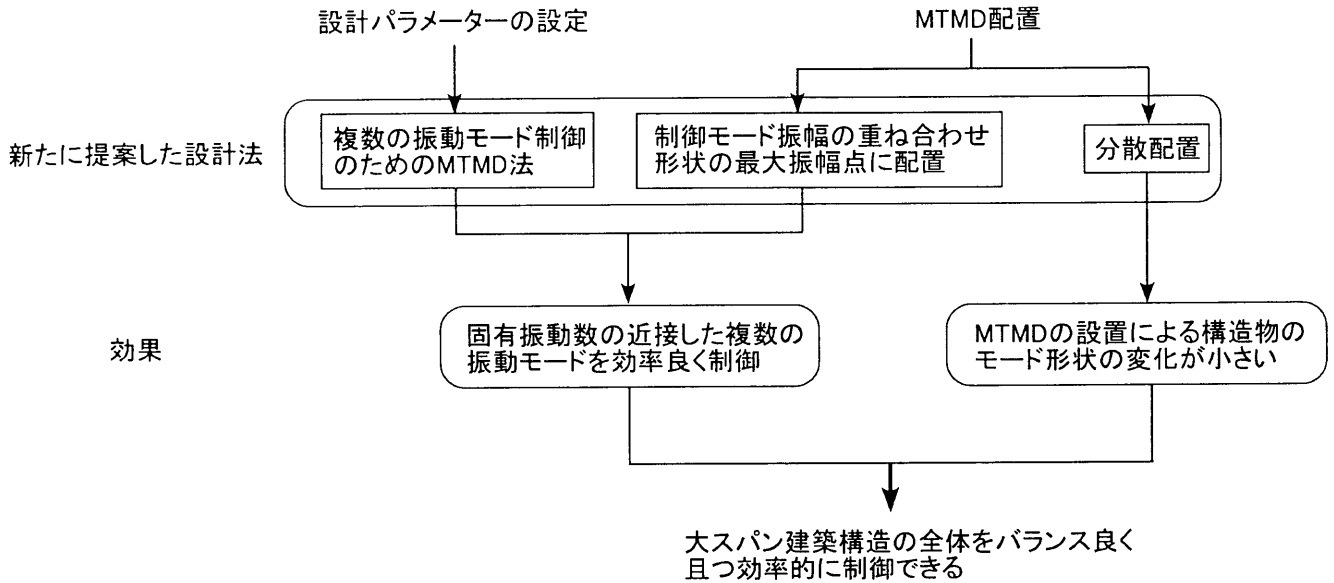 設計パラメーターの設定
MTMD配置
新たに提案した設計法
複数の振動モード制御
のためのMTMD法
制御モード振幅の重ね合わせ
形状の最大振幅点に配置
分散配置
効果
固有振動数の近接した複数の
振動モードを効率良く制御
MTMDの設置による構造物の
モード形状の変化が小さい
大スパン建築構造の全体をバランス良く
且つ効率的に制御できる